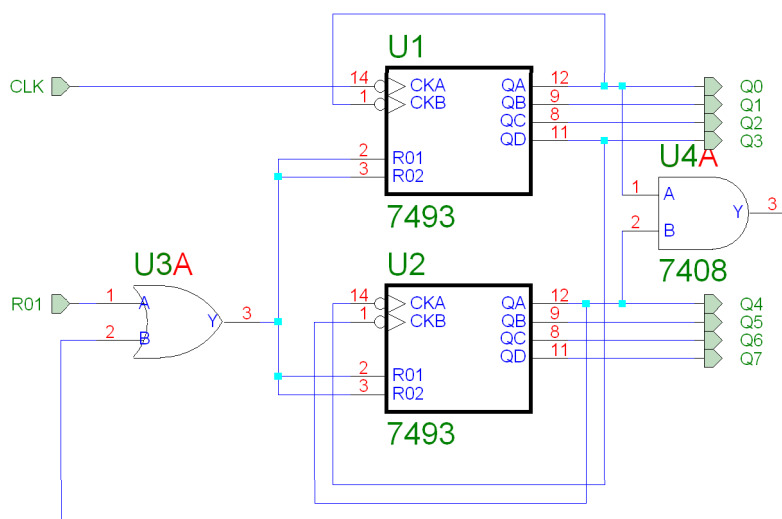 U1
CLK 14 CKA QA 12 Q0
1 CKB QB 9 Q1
QC 8 Q2
QD 11 Q3
2 R01
3 R02
7493
U4A
1 A
Y 3
2 B
7408
U3A
R01 1 A
Y 3
2 B
U2
14 CKA QA 12 Q4
1 CKB QB 9 Q5
QC 8 Q6
QD 11 Q7
2 R01
3 R02
7493